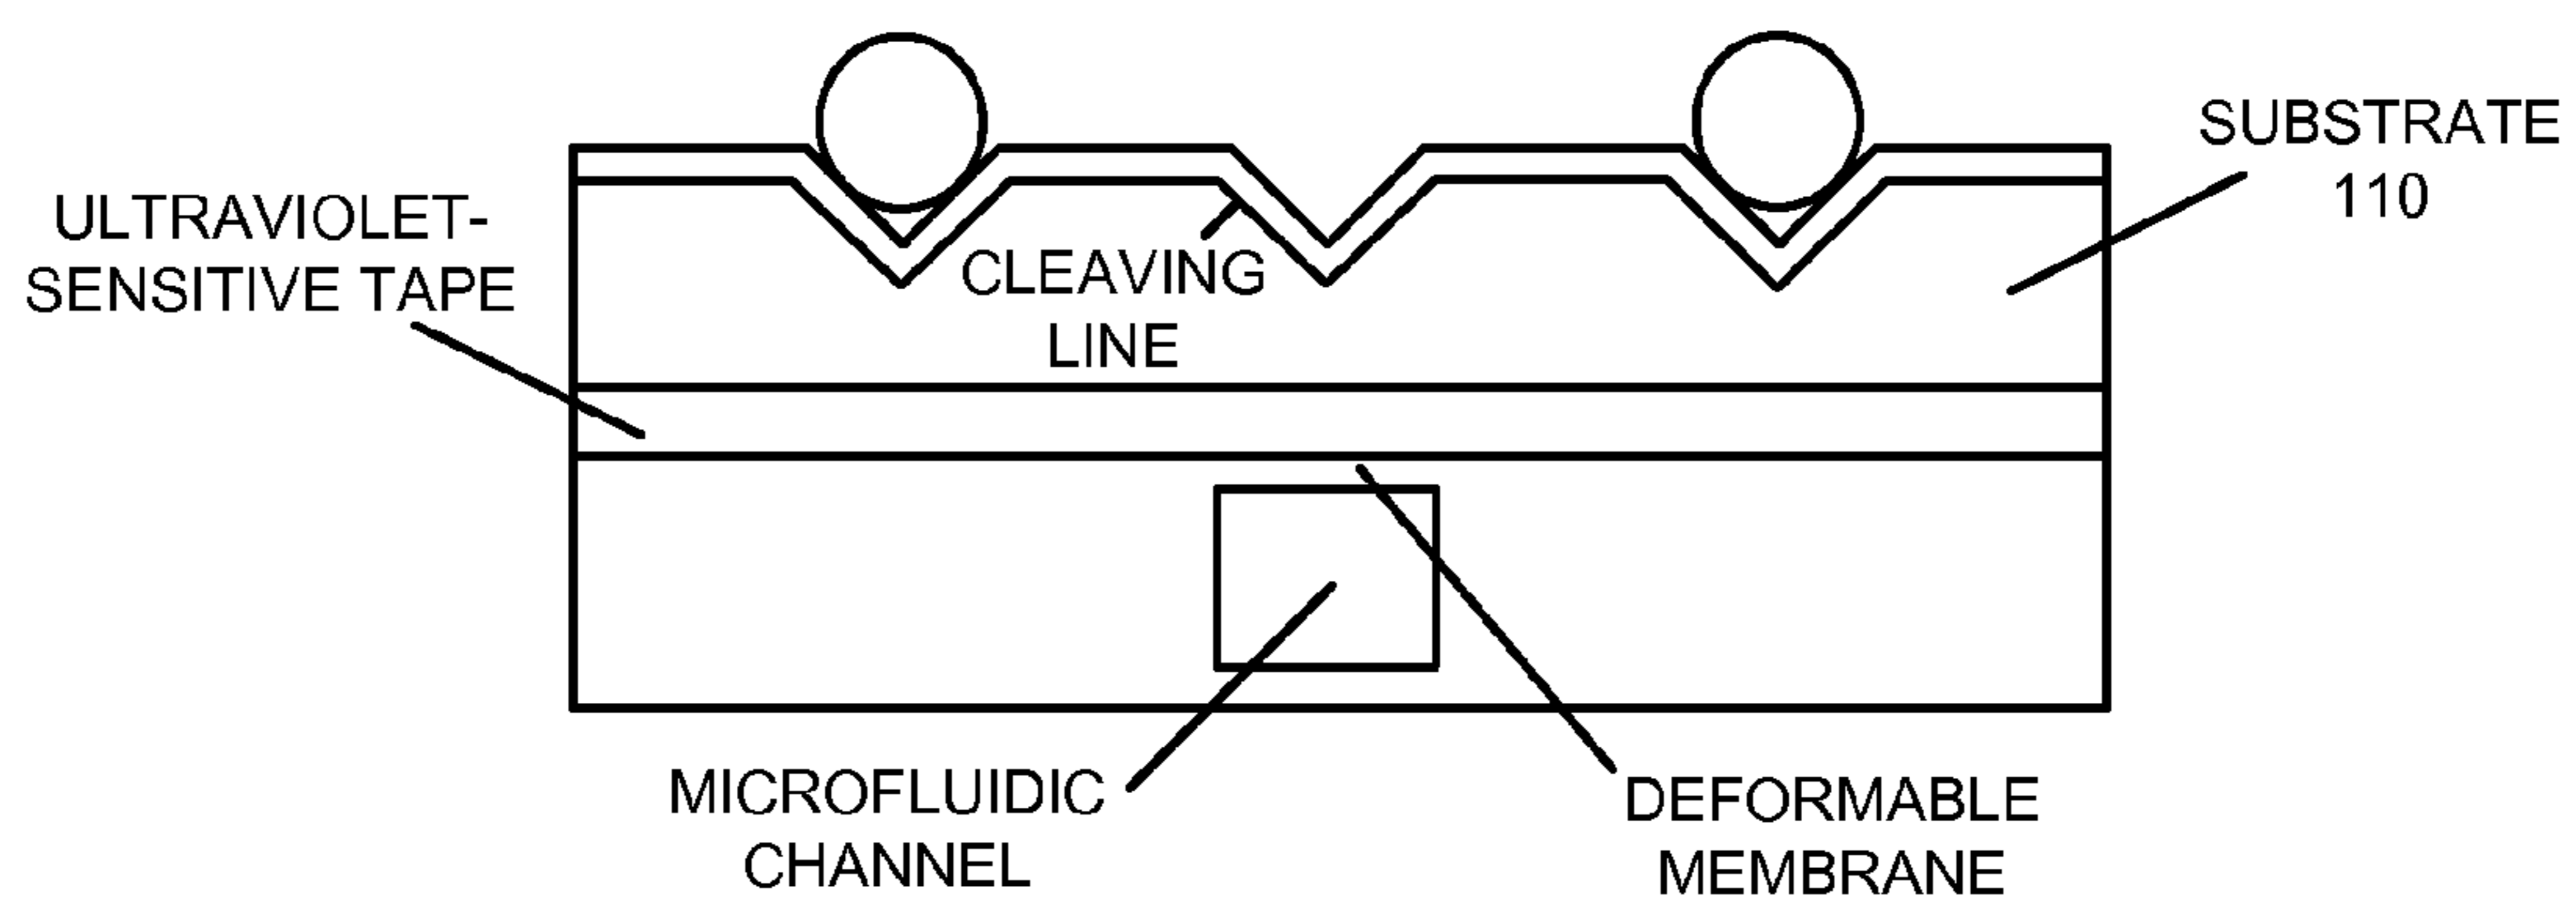 SUBSTRATE
110
ULTRAVIOLET-
SENSITIVE TAPE
CLEAVING
LINE
MICROFLUIDIC
CHANNEL
DEFORMABLE
MEMBRANE